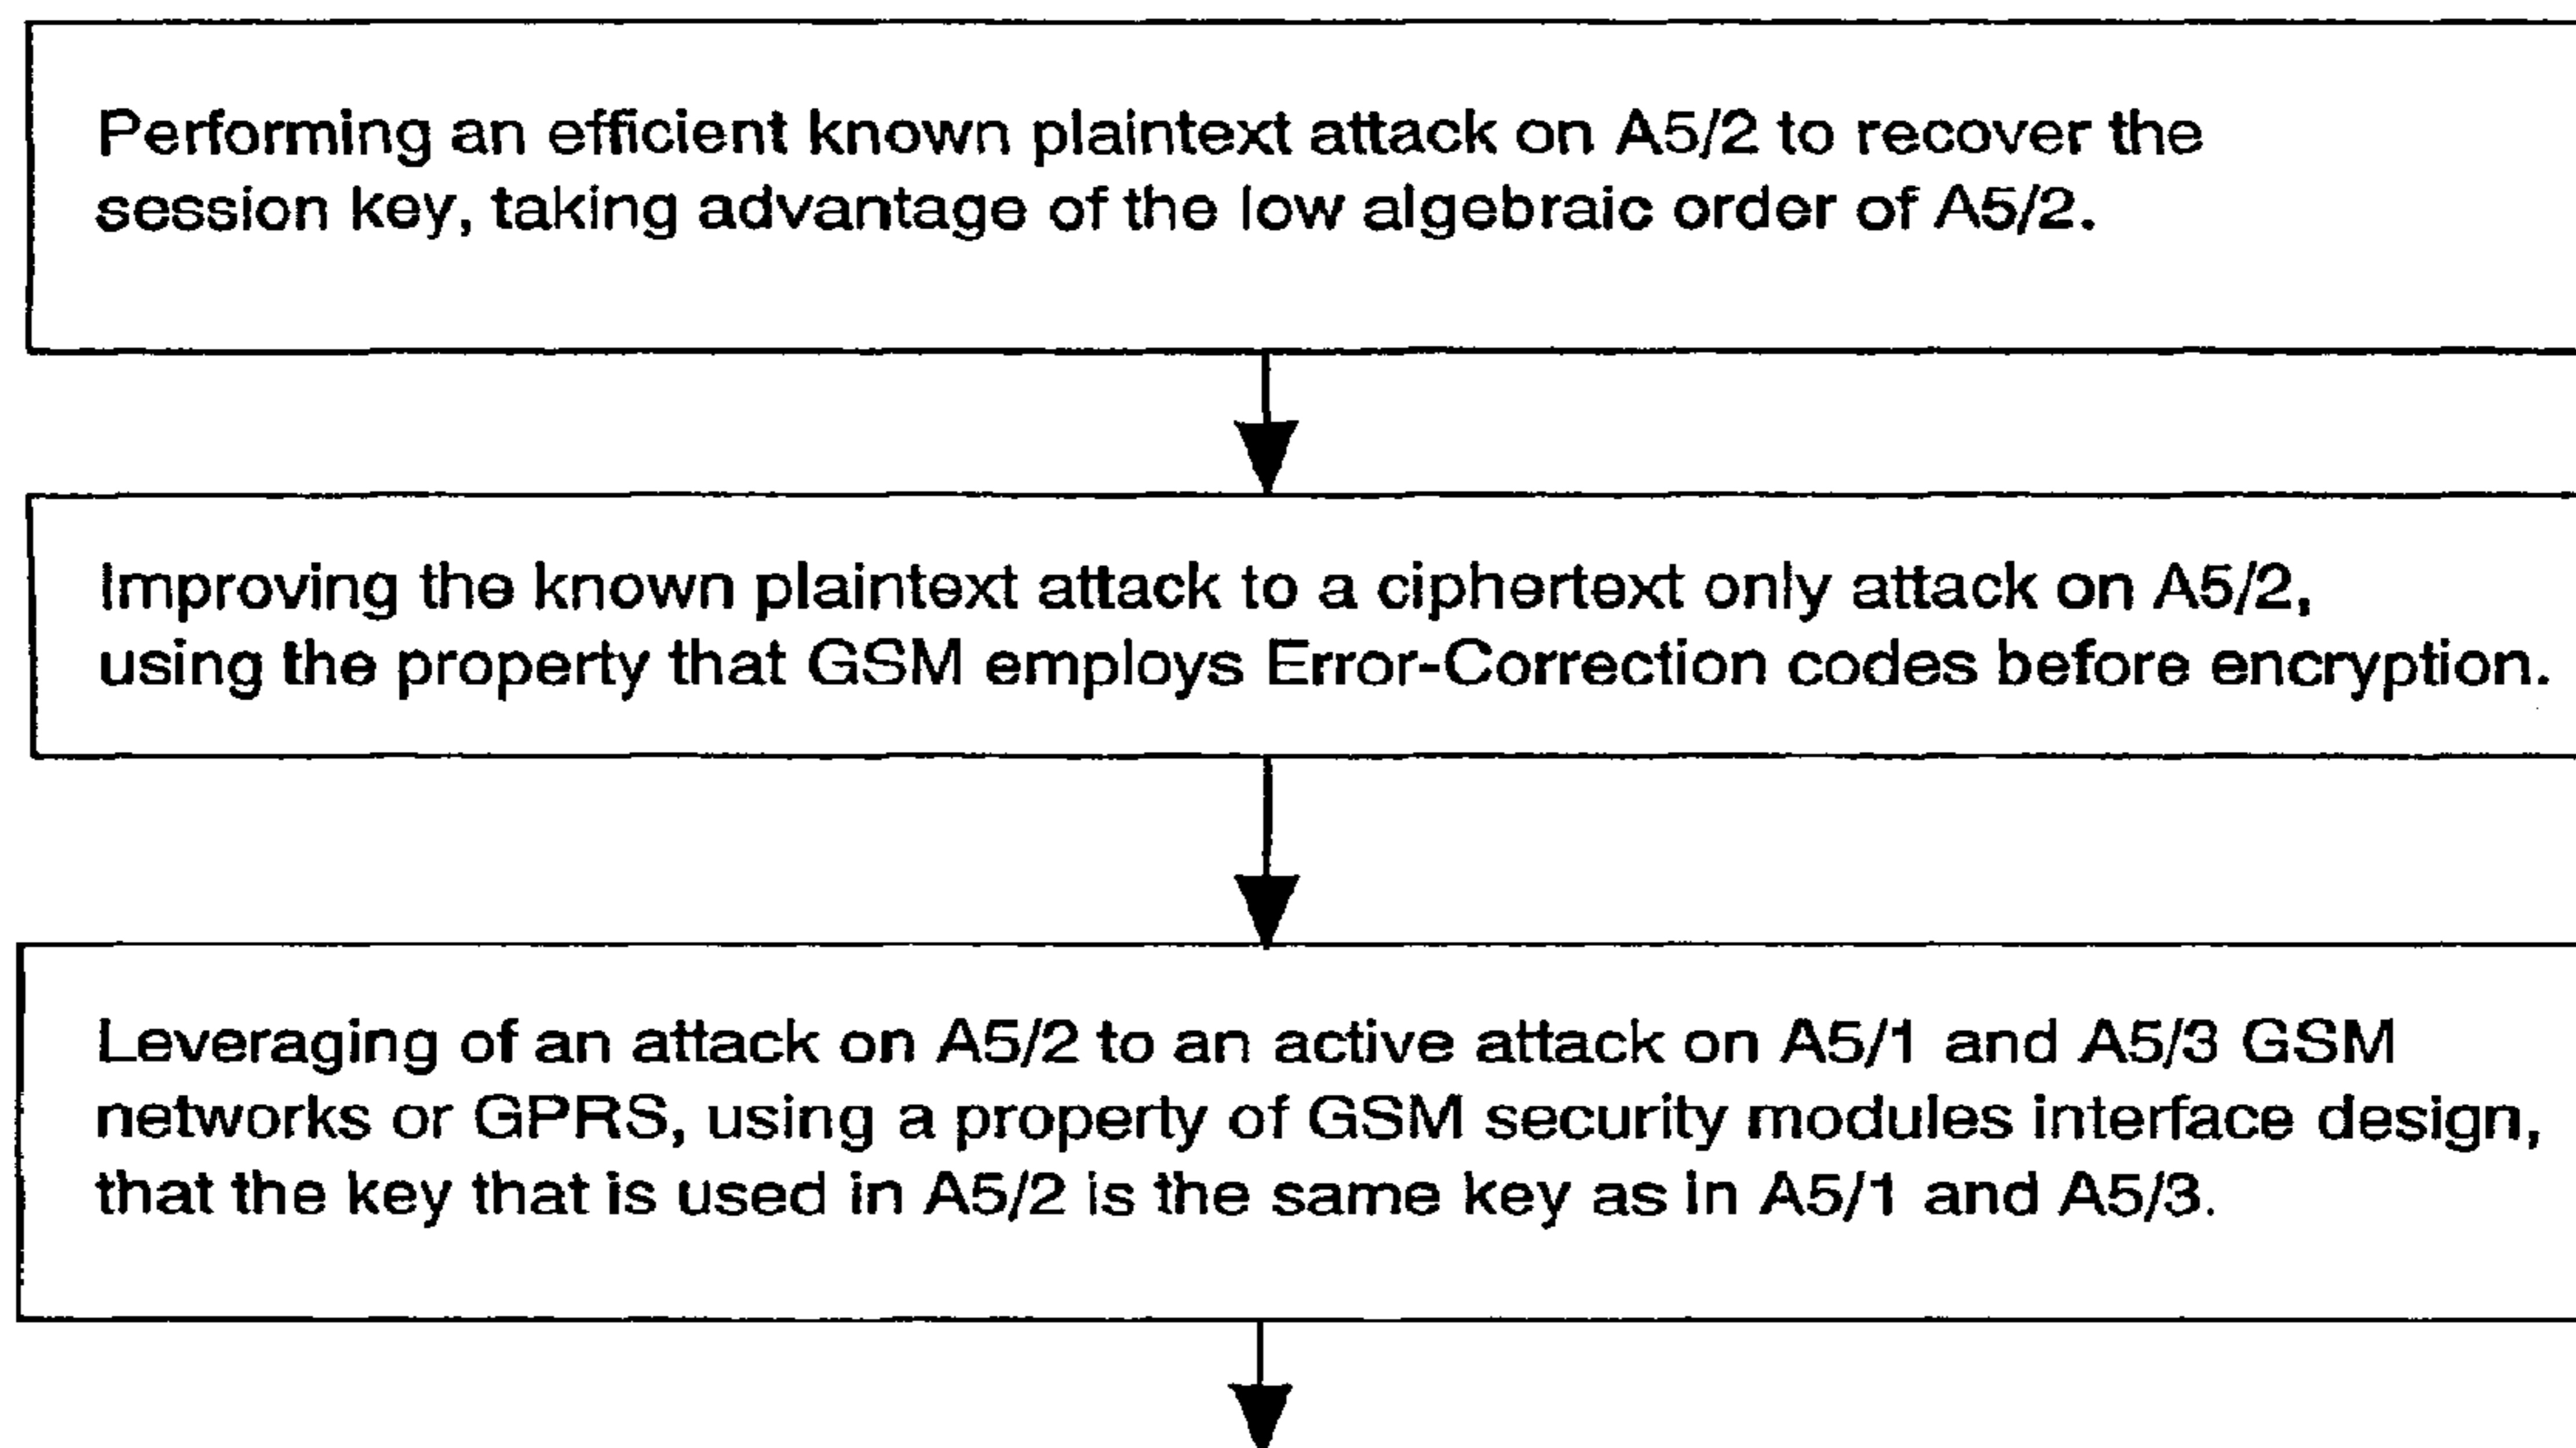 Performing an efficient known plaintext attack on A5/2 to recover the
session key, taking advantage of the low algebraic order of A5/2.
Improving the known plaintext attack to a ciphertext only attack on A5/2,
using the property that GSM employs Error-Correction codes before encryption.
Leveraging of an attack on A5/2 to an active attack on A5/1 and A5/3 GSM
networks or GPRS, using a property of GSM security modules interface design,
that the key that is used in A5/2 is the same key as in A5/1 and A5/3.